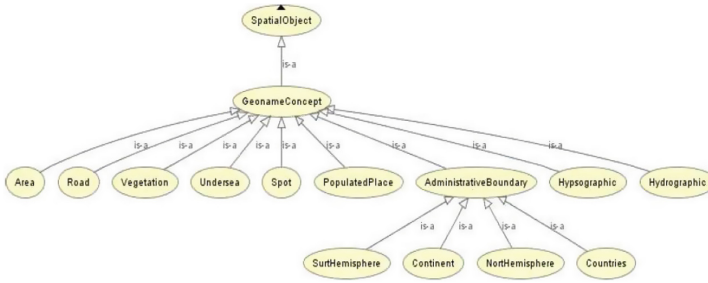 SpatialObject
is-a
GeonameConcept
is-a is-a is-a is-a is-a is-a is-a is-a is-a
Area Road Vegetation Undersea Spot PopulatedPlace AdministrativeBoundary Hypsographic Hydrographic
is-a is-a is-a is-a
SurtHemisphere Continent NortHemisphere Countries